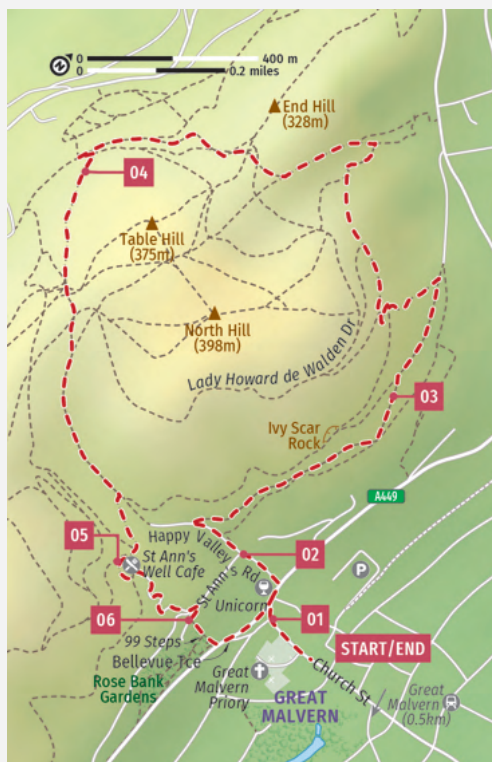 0 400 m
0 0.2 miles
End Hill
(328m)
04
Table Hill
(375m)
North Hill
(398m)
Lady Howard de Walden Dr
03
Ivy Scar
Rock
A449
Happy Valley
05
St Ann's
Well Cafe
02
St Ann's Rd
P
Unicorn
06
01
99 Steps
START/END
Bellevue Tce
Church St
Rose Bank
Gardens
Great
Malvern
Priory
GREAT
MALVERN
Great
Malvern
(0.5km)